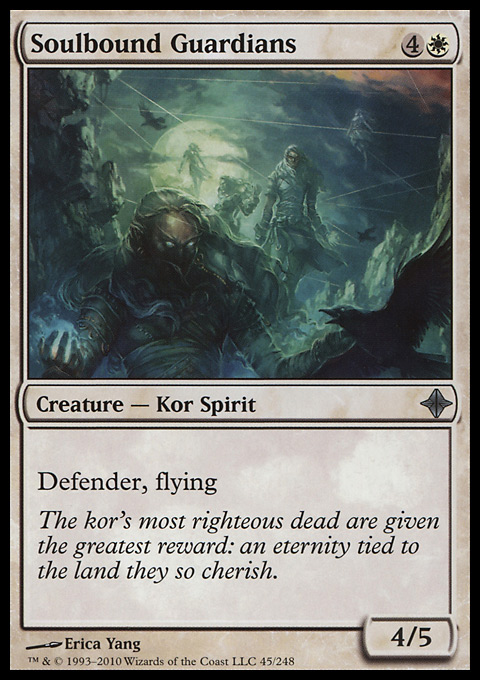 Soulbound Guardians 4
Creature — Kor Spirit
Defender, flying
The kor's most righteous dead are given
the greatest reward: an eternity tied to
the land they so cherish.
Erica Yang
4/5
™ & © 1993–2010 Wizards of the Coast LLC 45/248